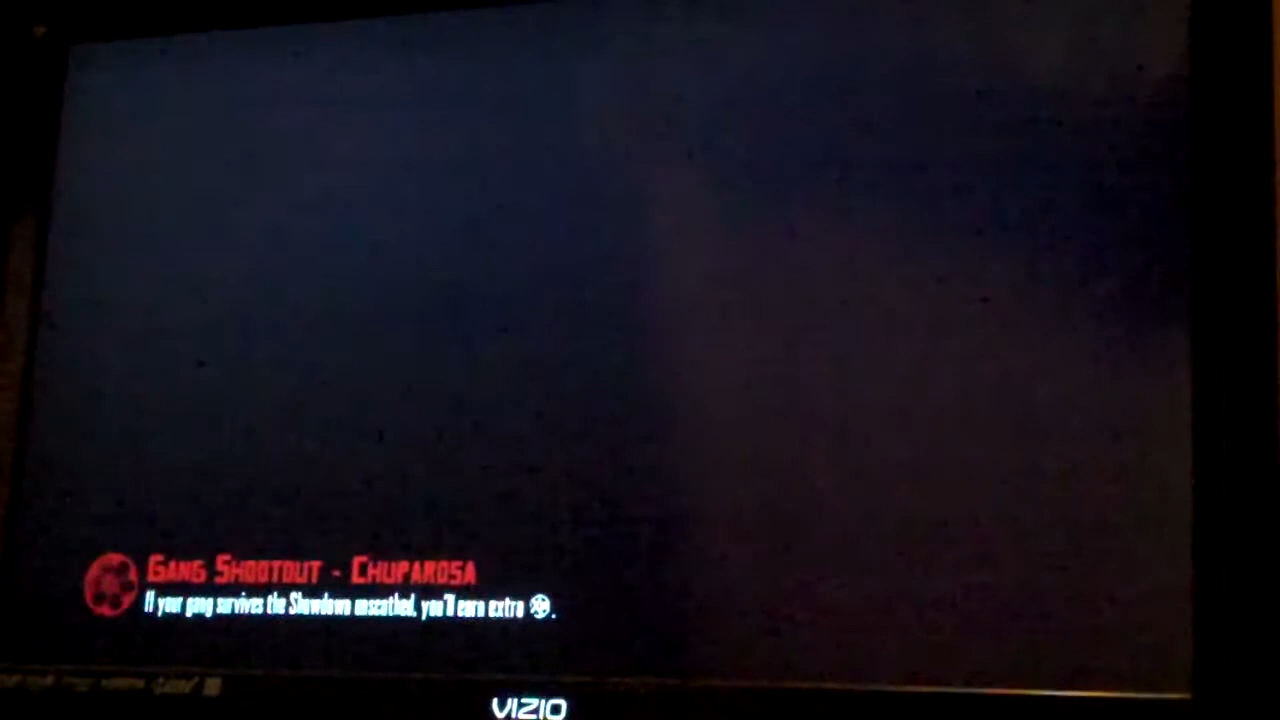 GANG SHOOTOUT - CHUPAROSA
If your gang survives the Showdown unscathed, you'll earn extra .
VIZIO